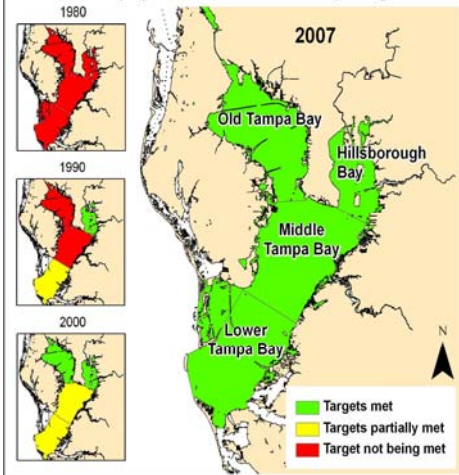 1980
2007
Old Tampa Bay
Hillsborough
Bay
1990
Middle
Tampa Bay
2000
Lower
Tampa Bay
N
Targets met
Targets partially met
Target not being met